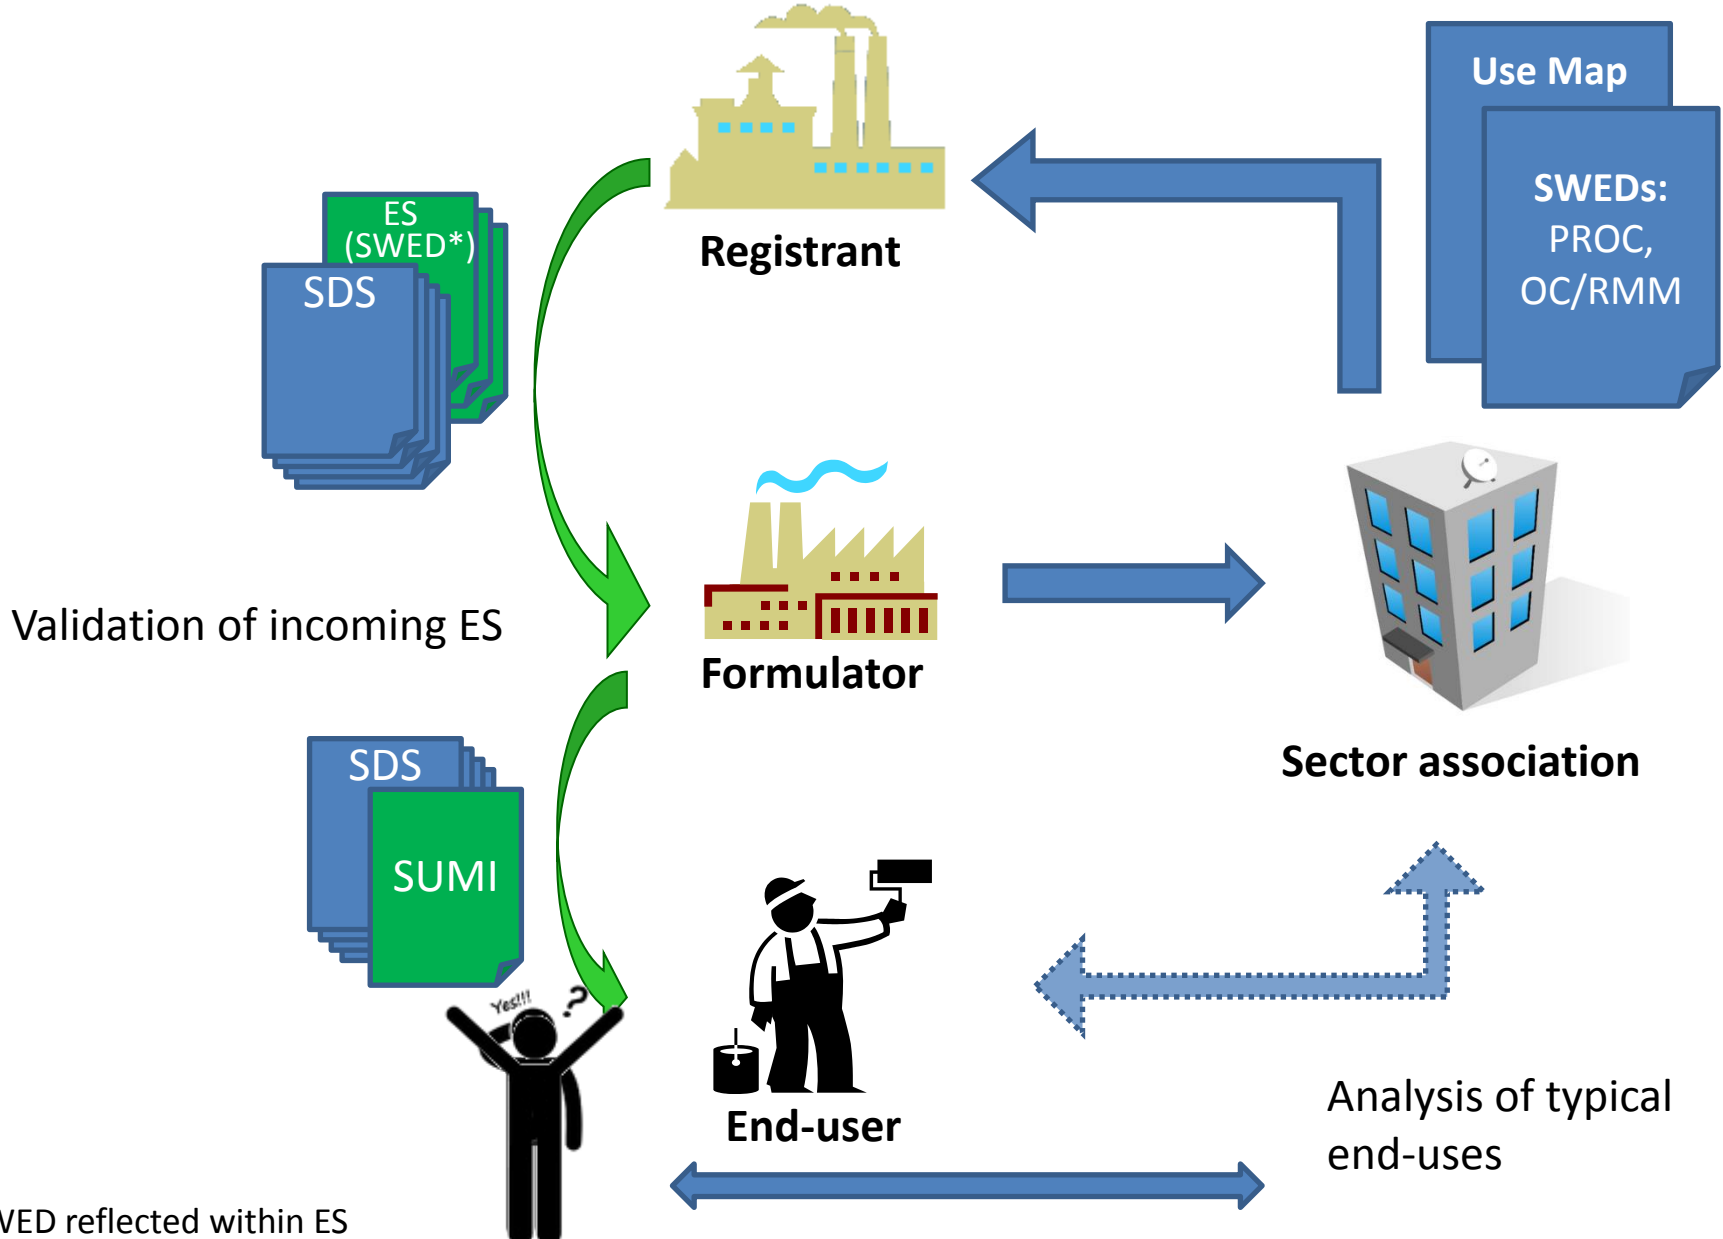 Use Map
SWEDs:
PROC,
OC/RMM
Registrant
ES
(SWED*)
SDS
Validation of incoming ES
Formulator
Sector association
SDS
SUMI
Yes!!!
?
End-user
Analysis of typical
end-uses
reflected within ES